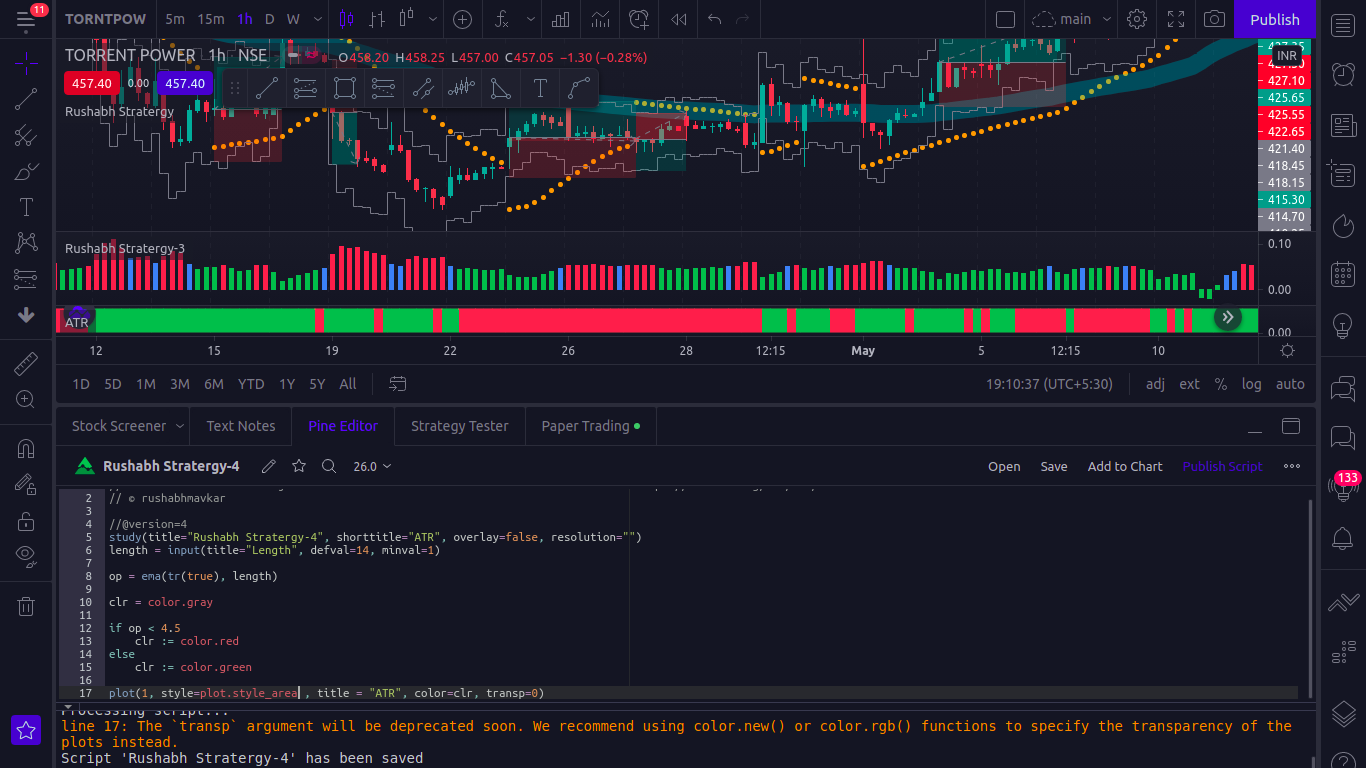 11
TORNTPOW 5m 15m 1h D W main Publish
TORRENT POWER 1h NSE O458.20 H458.25 L457.00 C457.05 −1.30 (−0.28%)
INR
457.40 0.00 457.40
Rushabh Strategy
427.10
425.65
425.55
422.65
421.40
418.45
418.15
415.30
414.70
Rushabh Stratergy-3
0.10
0.00
ATR
0.00
12 15 19 22 26 28 12:15 May 5 12:15 10
1D 5D 1M 3M 6M YTD 1Y 5Y All 19:10:37 (UTC+5:30) adj ext % log auto
Stock Screener Text Notes Pine Editor Strategy Tester Paper Trading
Rushabh Stratergy-4 26.0 Open Save Add to Chart Publish Script
133
2 // © rushabhmavkar
3
4 //@version=4
5 study(title="Rushabh Stratergy-4", shorttitle="ATR", overlay=false, resolution="")
6 length = input(title="Length", defval=14, minval=1)
7
8 op = ema(tr(true), length)
9
10 clr = color.gray
11
12 if op < 4.5
13 clr := color.red
14 else
15 clr := color.green
16
17 plot(1, style=plot.style_area , title = "ATR", color=clr, transp=0)
Processing script...
line 17: The `transp` argument will be deprecated soon. We recommend using color.new() or color.rgb() functions to specify the transparency of the
plots instead.
Script 'Rushabh Stratergy-4' has been saved